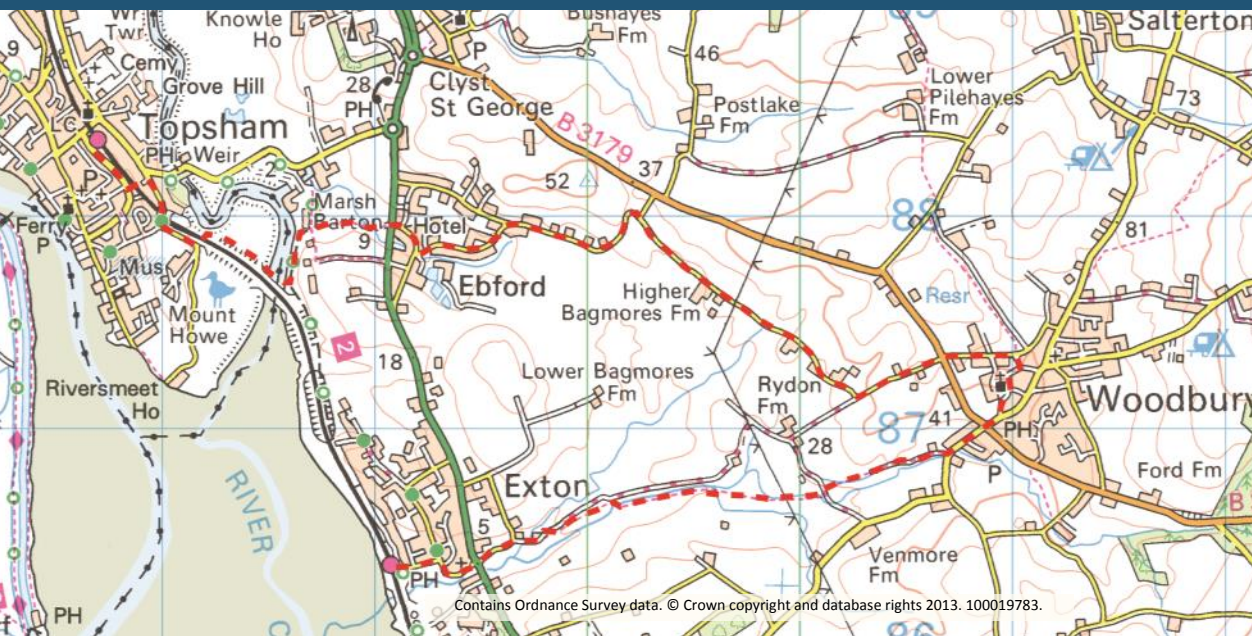 Wr
Twr
Knowle
Ho
P
Bushayes
Fm
46
Salterton
9
Cemy
Grove Hill
28
PH
Clyst
St George
Postlake
Fm
Lower
Pilehayes
Fm
73
LC
Topsham
PH
Weir
B 3179
2
52
37
P
Marsh
Barton
Hotel
9
88
81
Ferry
P
Mus
Ebford
Resr
Mount
Howe
Higher
Bagmores Fm
2
18
Riversmeet
Ho
Lower Bagmores
Fm
Rydon
Fm
Woodbury
87
41
PH
28
P
Ford Fm
RIVER
Exton
5
B
Venmore
Fm
PH
PH
Contains Ordnance Survey data. © Crown copyright and database rights 2013. 100019783.